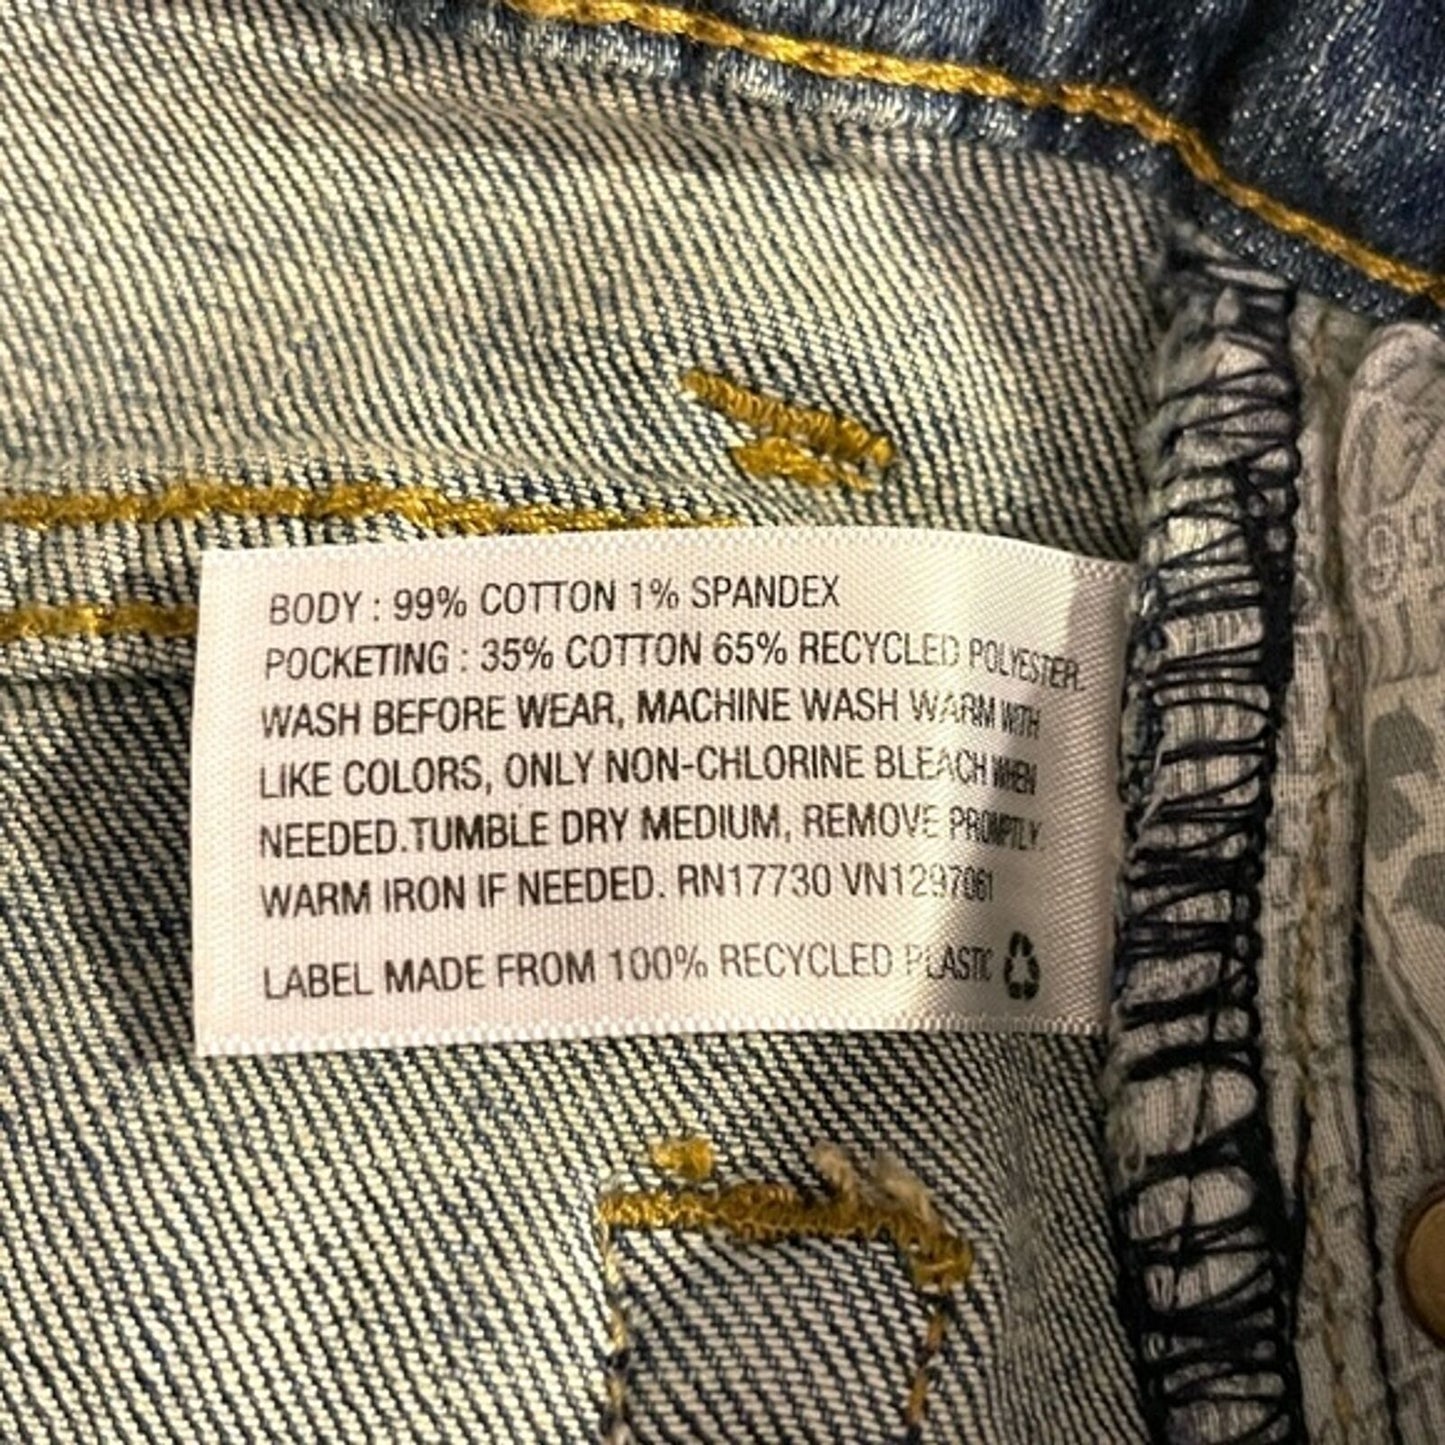 BODY : 99% COTTON 1% SPANDEX
POCKETING : 35% COTTON 65% RECYCLED POLYESTER.
WASH BEFORE WEAR, MACHINE WASH WARM WITH
LIKE COLORS, ONLY NON-CHLORINE BLEACH WHEN
NEEDED.TUMBLE DRY MEDIUM, REMOVE PROMPTLY.
WARM IRON IF NEEDED. RN17730 VN1297061
LABEL MADE FROM 100% RECYCLED PLASTIC